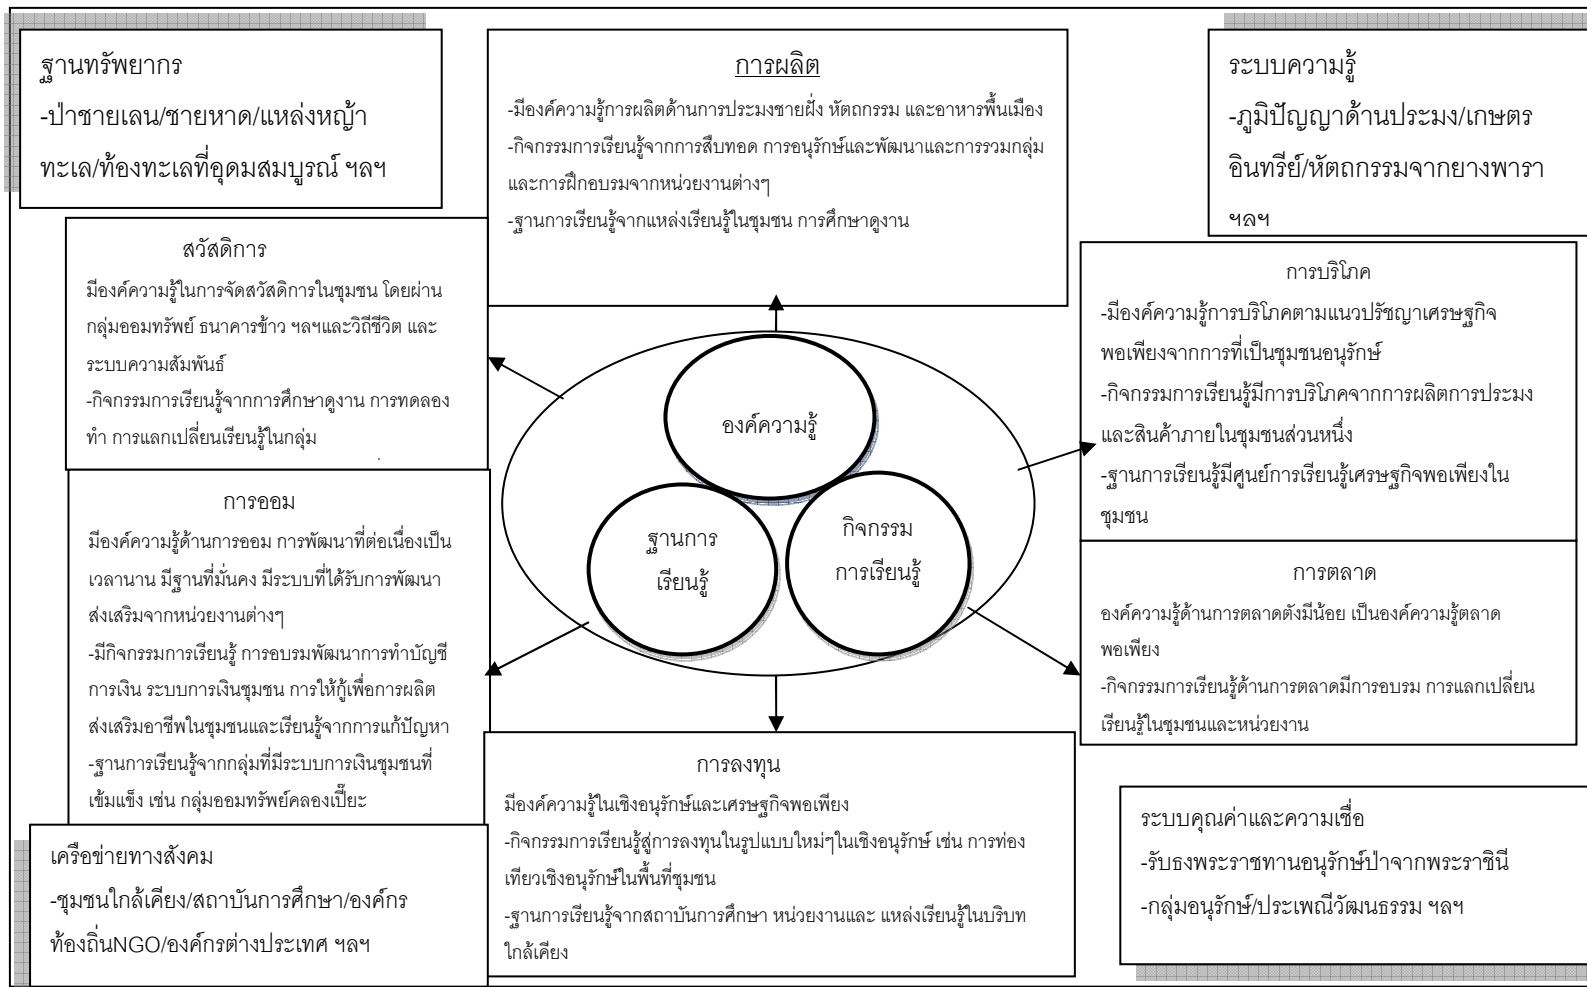 ฐานทรัพยากร
-ป่าชายเลน/ชายหาด/แหล่งหญ้า
ทะเล/ท้องทะเลที่อุดมสมบูรณ์ ฯลฯ
การผลิต
-มีองค์ความรู้การผลิตด้านการประมงชายฝั่ง หัตถกรรม และอาหารพื้นเมือง
-กิจกรรมการเรียนรู้จากการสืบทอด การอนุรักษ์และพัฒนาและการรวมกลุ่ม
และการฝึกอบรมจากหน่วยงานต่างๆ
-ฐานการเรียนรู้จากแหล่งเรียนรู้ในชุมชน การศึกษาดูงาน
ระบบความรู้
-ภูมิปัญญาด้านประมง/เกษตร
อินทรีย์/หัตถกรรมจากยางพารา
ฯลฯ
สวัสดิการ
มีองค์ความรู้ในการจัดสวัสดิการในชุมชน โดยผ่าน
กลุ่มออมทรัพย์ ธนาคารข้าว ฯลฯและวิถีชีวิต และ
ระบบความสัมพันธ์
-กิจกรรมการเรียนรู้จากการศึกษาดูงาน การทดลอง
ทำ การแลกเปลี่ยนเรียนรู้ในกลุ่ม
การบริโภค
-มีองค์ความรู้การบริโภคตามแนวปรัชญาเศรษฐกิจ
พอเพียงจากการที่เป็นชุมชนอนุรักษ์
-กิจกรรมการเรียนรู้มีการบริโภคจากการผลิตการประมง
และสินค้าภายในชุมชนส่วนหนึ่ง
-ฐานการเรียนรู้มีศูนย์การเรียนรู้เศรษฐกิจพอเพียงใน
ชุมชน
องค์ความรู้
ฐานการ
เรียนรู้
กิจกรรม
การเรียนรู้
การออม
มีองค์ความรู้ด้านการออม การพัฒนาที่ต่อเนื่องเป็น
เวลานาน มีฐานที่มั่นคง มีระบบที่ได้รับการพัฒนา
ส่งเสริมจากหน่วยงานต่างๆ
-มีกิจกรรมการเรียนรู้ การอบรมพัฒนาการทำบัญชี
การเงิน ระบบการเงินชุมชน การให้กู้เพื่อการผลิต
ส่งเสริมอาชีพในชุมชนและเรียนรู้จากการแก้ปัญหา
-ฐานการเรียนรู้จากกลุ่มที่มีระบบการเงินชุมชนที่
เข้มแข็ง เช่น กลุ่มออมทรัพย์คลองเปี๊ยะ
การตลาด
องค์ความรู้ด้านการตลาดตังมีน้อย เป็นองค์ความรู้ตลาด
พอเพียง
-กิจกรรมการเรียนรู้ด้านการตลาดมีการอบรม การแลกเปลี่ยน
เรียนรู้ในชุมชนและหน่วยงาน
การลงทุน
มีองค์ความรู้ในเชิงอนุรักษ์และเศรษฐกิจพอเพียง
-กิจกรรมการเรียนรู้สู่การลงทุนในรูปแบบใหม่ๆในเชิงอนุรักษ์ เช่น การท่อง
เทียวเชิงอนุรักษ์ในพื้นที่ชุมชน
-ฐานการเรียนรู้จากสถาบันการศึกษา หน่วยงานและ แหล่งเรียนรู้ในบริบท
ใกล้เคียง
เครือข่ายทางสังคม
-ชุมชนใกล้เคียง/สถาบันการศึกษา/องค์กร
ท้องถิ่นNGO/องค์กรต่างประเทศ ฯลฯ
ระบบคุณค่าและความเชื่อ
-รับธงพระราชทานอนุรักษ์ป่าจากพระราชินี
-กลุ่มอนุรักษ์/ประเพณีวัฒนธรรม ฯลฯ